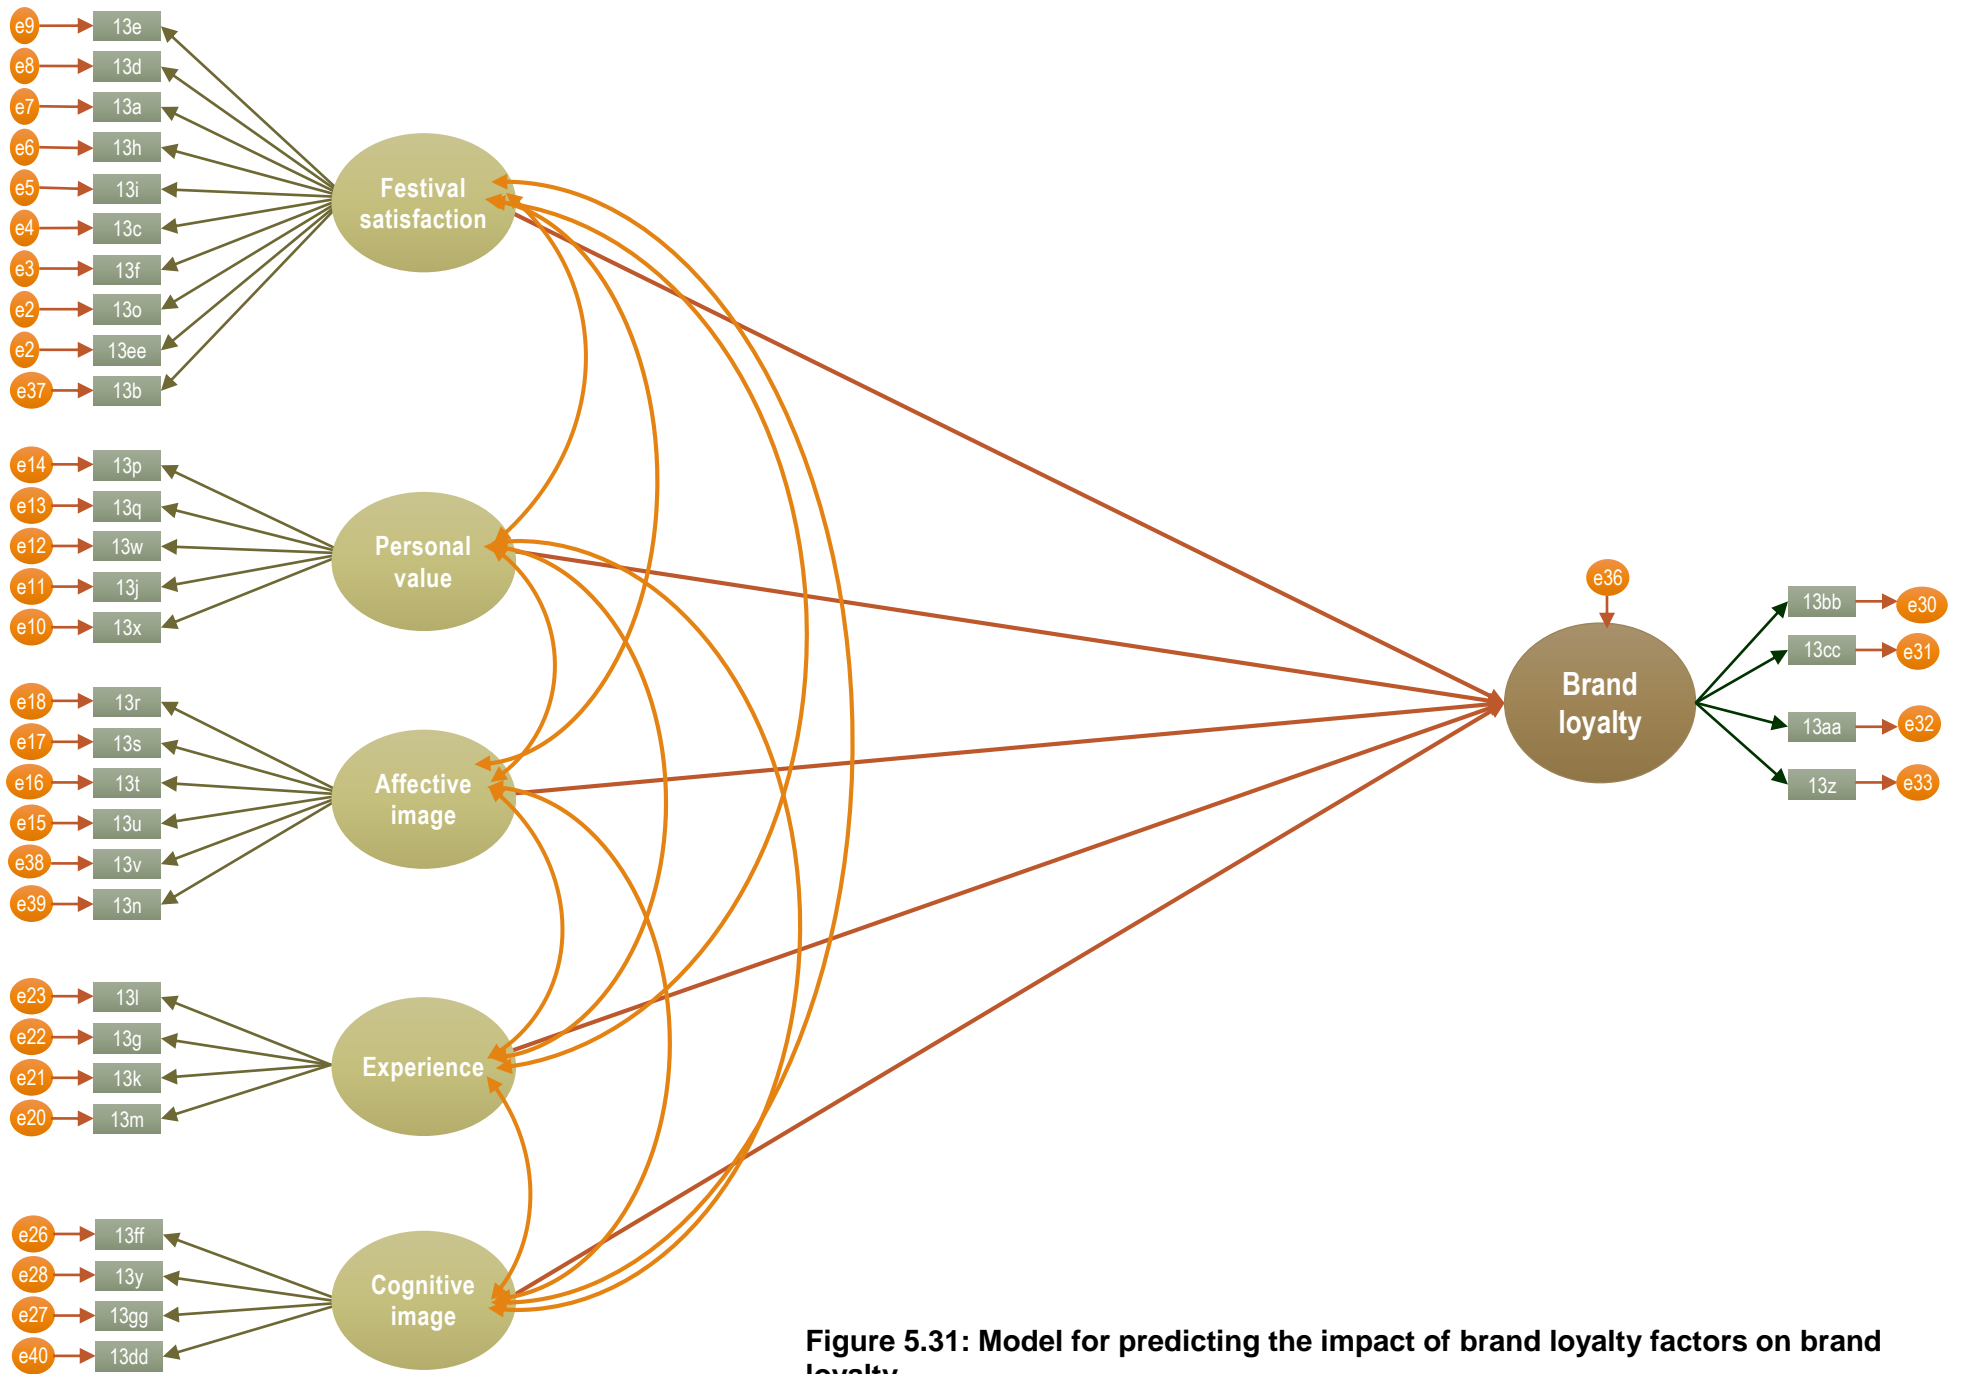 e9 13e
e8 13d
e7 13a
e6 13h
e5 13i
e4 13c
e3 13f
e2 13o
e2 13ee
e37 13b
Festival
satisfaction
e14 13p
e13 13q
e12 13w
e11 13j
e10 13x
Personal
value
e18 13r
e17 13s
e16 13t
e15 13u
e38 13v
e39 13n
Affective
image
e23 13l
e22 13g
e21 13k
e20 13m
Experience
e26 13ff
e28 13y
e27 13gg
e40 13dd
Cognitive
image
e36
Brand
loyalty
13bb e30
13cc e31
13aa e32
13z e33
Figure 5.31: Model for predicting the impact of brand loyalty factors on brand
loyalty